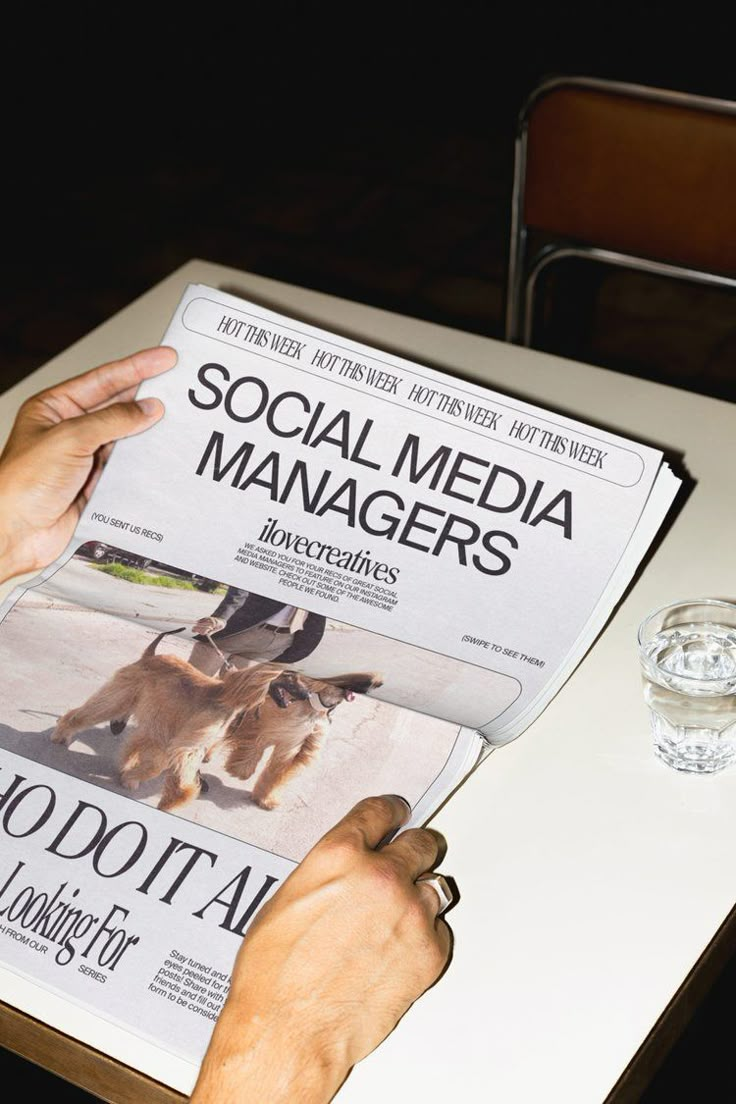 HOT THIS WEEK HOT THIS WEEK HOT THIS WEEK HOT THIS WEEK
SOCIAL MEDIA
MANAGERS
(YOU SENT US RECS)
ilovecreatives
WE ASKED YOU FOR YOUR RECS OF GREAT SOCIAL
MEDIA MANAGERS TO FEATURE ON OUR INSTAGRAM
AND WEBSITE. CHECK OUT SOME OF THE AWESOME
PEOPLE WE FOUND.
(SWIPE TO SEE THEM)
HO DO IT AL
Looking For
FROM OUR
SERIES
Stay tuned and
eyes peeled for
posts! Share with
friends and fill out
form to be